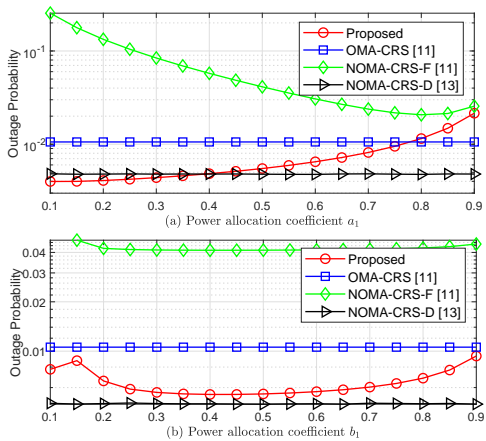 Outage Probability
10^{-1}
10^{-2}
Proposed
OMA-CRS [11]
NOMA-CRS-F [11]
NOMA-CRS-D [13]
0.1 0.2 0.3 0.4 0.5 0.6 0.7 0.8 0.9
(a) Power allocation coefficient a_1
Outage Probability
0.04
0.03
0.02
0.01
Proposed
OMA-CRS [11]
NOMA-CRS-F [11]
NOMA-CRS-D [13]
0.1 0.2 0.3 0.4 0.5 0.6 0.7 0.8 0.9
(b) Power allocation coefficient b_1